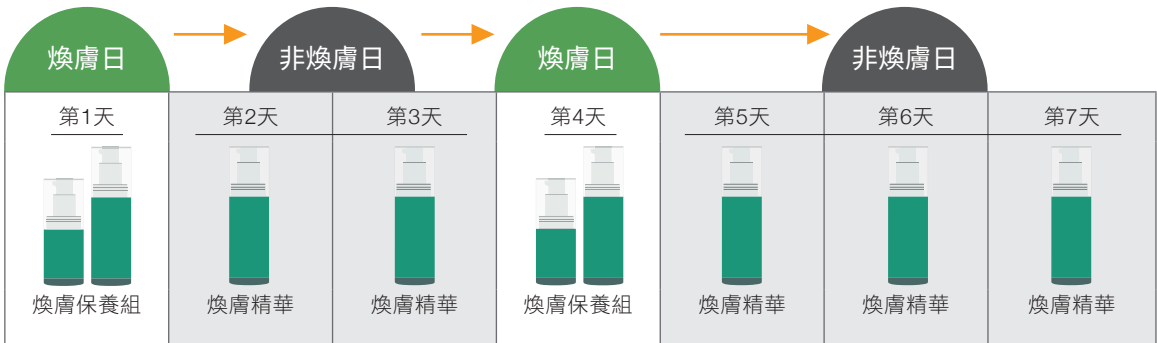 煥膚日
非煥膚日
煥膚日
非煥膚日
第1天
第2天
第3天
第4天
第5天
第6天
第7天
煥膚保養組
煥膚精華
煥膚精華
煥膚保養組
煥膚精華
煥膚精華
煥膚精華